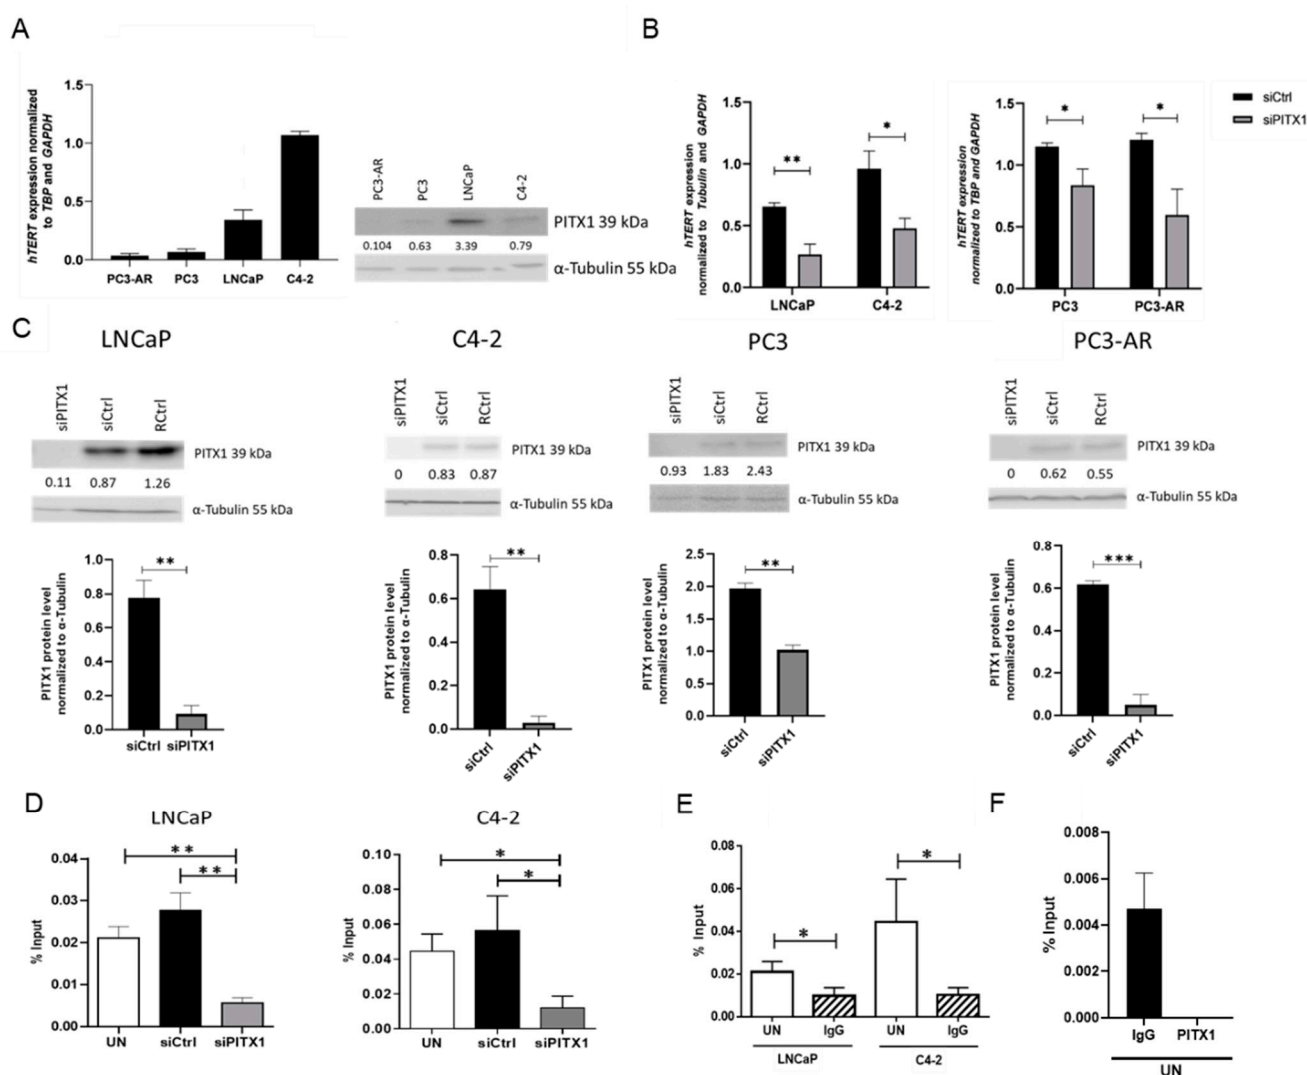 A
hTERT expression normalized
to TBP and GAPDH
1.5
1.0
0.5
0.0
PC3-AR PC3 LNCaP C4-2
PC3-AR PC3 LNCaP C4-2
PITX1 39 kDa
0.104 0.63 3.39 0.79
α-Tubulin 55 kDa
B
hTERT expression
normalized to Tubulin and GAPDH
1.5
1.0
0.5
0.0
** *
LNCaP C4-2
hTERT expression
normalized to TBP and GAPDH
1.5
1.0
0.5
0.0
* *
PC3 PC3-AR
siCtrl
siPITX1
C
LNCaP
siPITX1 siCtrl RCtrl
PITX1 39 kDa
0.11 0.87 1.26
α-Tubulin 55 kDa
PITX1 protein level
normalized to α-Tubulin
1.0
0.8
0.6
0.4
0.2
0.0
**
siCtrl siPITX1
C4-2
siPITX1 siCtrl RCtrl
PITX1 39 kDa
0 0.83 0.87
α-Tubulin 55 kDa
PITX1 protein level
normalized to α-Tubulin
0.8
0.6
0.4
0.2
0.0
**
siCtrl siPITX1
PC3
siPITX1 siCtrl RCtrl
PITX1 39 kDa
0.93 1.83 2.43
α-Tubulin 55 kDa
PITX1 protein level
normalized to α-Tubulin
2.5
2.0
1.5
1.0
0.5
0.0
**
siCtrl siPITX1
PC3-AR
siPITX1 siCtrl RCtrl
PITX1 39 kDa
0 0.62 0.55
α-Tubulin 55 kDa
PITX1 protein level
normalized to α-Tubulin
0.8
0.6
0.4
0.2
0.0
***
siCtrl siPITX1
D
LNCaP
% Input
0.04
0.03
0.02
0.01
0.00
**
**
UN siCtrl siPITX1
C4-2
% Input
0.10
0.08
0.06
0.04
0.02
0.00
*
*
UN siCtrl siPITX1
E
% Input
0.08
0.06
0.04
0.02
0.00
* *
UN IgG UN IgG
LNCaP C4-2
F
% Input
0.008
0.006
0.004
0.002
0.000
IgG PITX1
UN